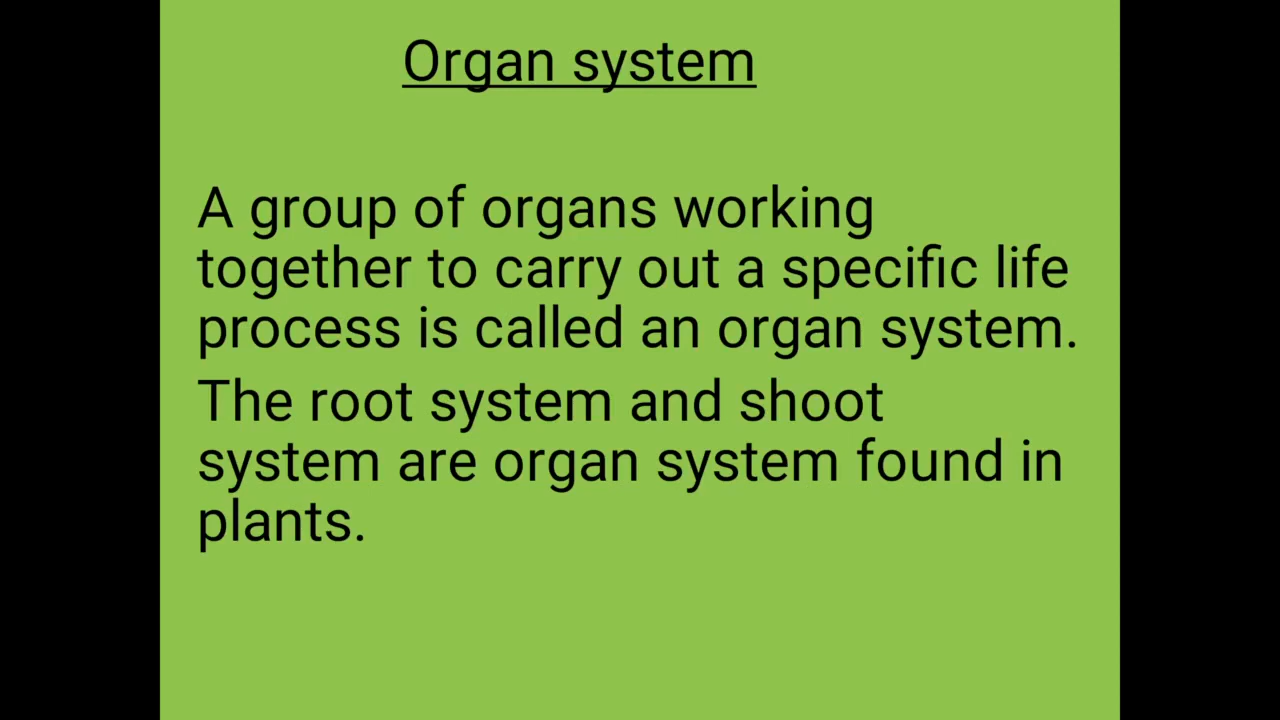 Organ system
A group of organs working
together to carry out a specific life
process is called an organ system.
The root system and shoot
system are organ system found in
plants.